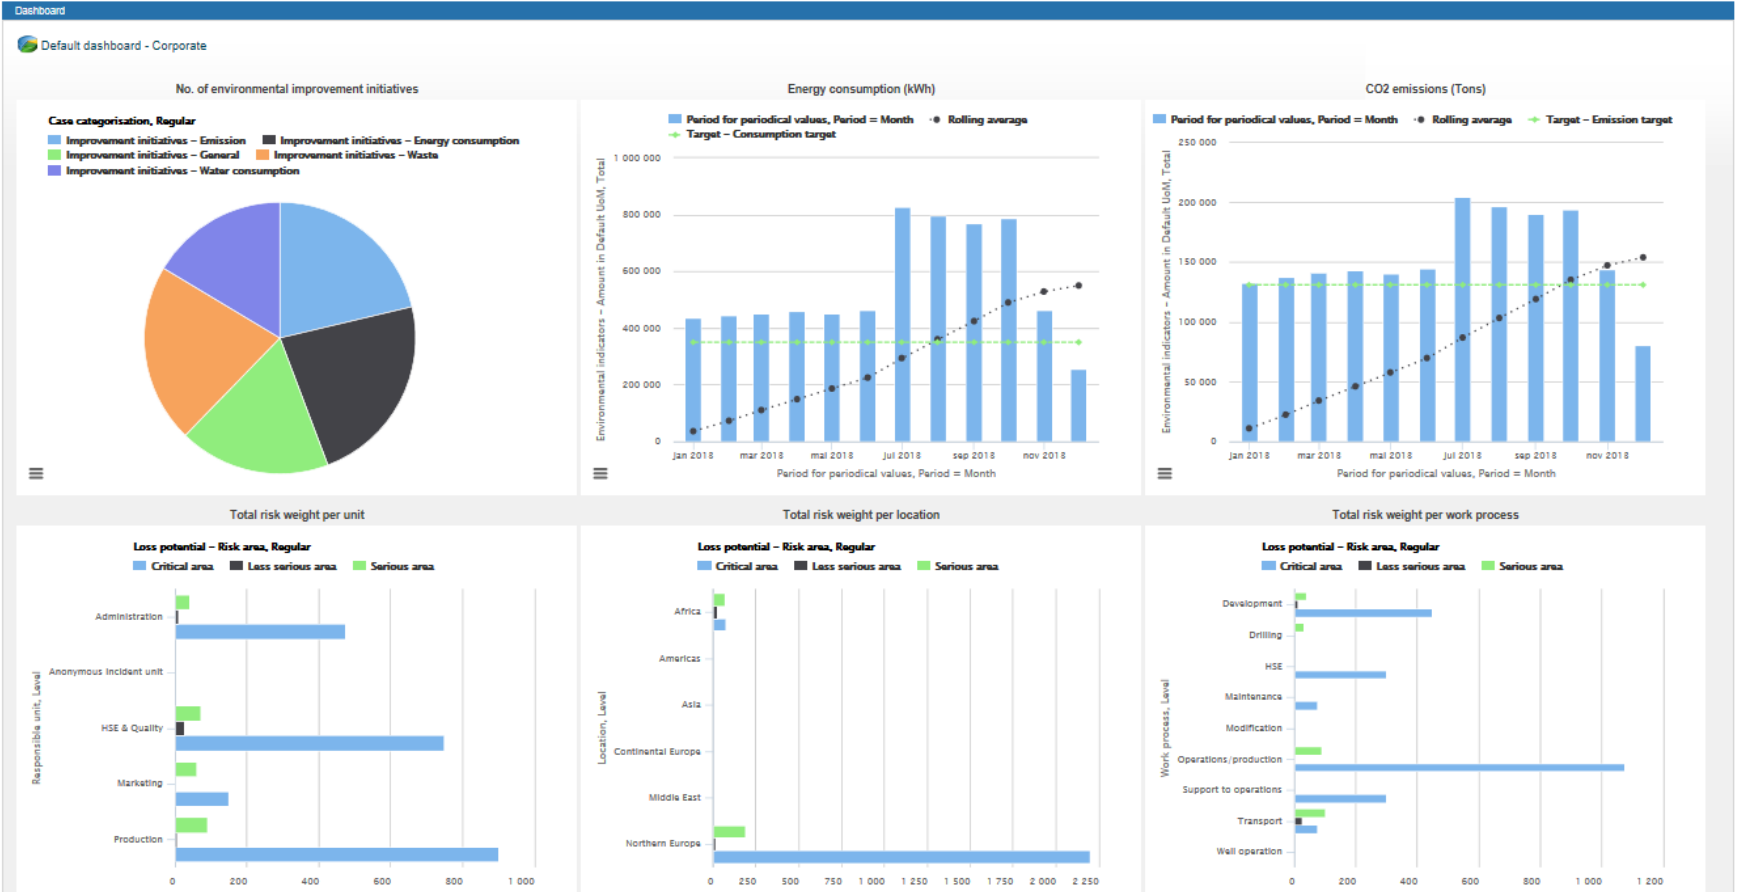 Dashboard
Default dashboard - Corporate
No. of environmental improvement initiatives
Case categorisation, Regular
Improvement initiatives – Emission
Improvement initiatives – Energy consumption
Improvement initiatives – General
Improvement initiatives – Waste
Improvement initiatives – Water consumption
Energy consumption (kWh)
Period for periodical values, Period = Month
Rolling average
Target – Consumption target
Environmental indicators – Amount in Default UoM, Total
1 000 000
800 000
600 000
400 000
200 000
0
Jan 2018
mar 2018
mai 2018
Jul 2018
sep 2018
nov 2018
Period for periodical values, Period = Month
CO2 emissions (Tons)
Period for periodical values, Period = Month
Rolling average
Target – Emission target
Environmental indicators – Amount in Default UoM, Total
250 000
200 000
150 000
100 000
50 000
0
Jan 2018
mar 2018
mai 2018
Jul 2018
sep 2018
nov 2018
Period for periodical values, Period = Month
Total risk weight per unit
Loss potential – Risk area, Regular
Critical area
Less serious area
Serious area
Responsible unit, Level
Administration
Anonymous incident unit
HSE & Quality
Marketing
Production
0
200
400
600
800
1 000
Total risk weight per location
Loss potential – Risk area, Regular
Critical area
Less serious area
Serious area
Location, Level
Africa
Americas
Asia
Continental Europe
Middle East
Northern Europe
0
250
500
750
1 000
1 250
1 500
1 750
2 000
2 250
Total risk weight per work process
Loss potential – Risk area, Regular
Critical area
Less serious area
Serious area
Work process, Level
Development
Drilling
HSE
Maintenance
Modification
Operations/production
Support to operations
Transport
Well operation
0
200
400
600
800
1 000
1 200